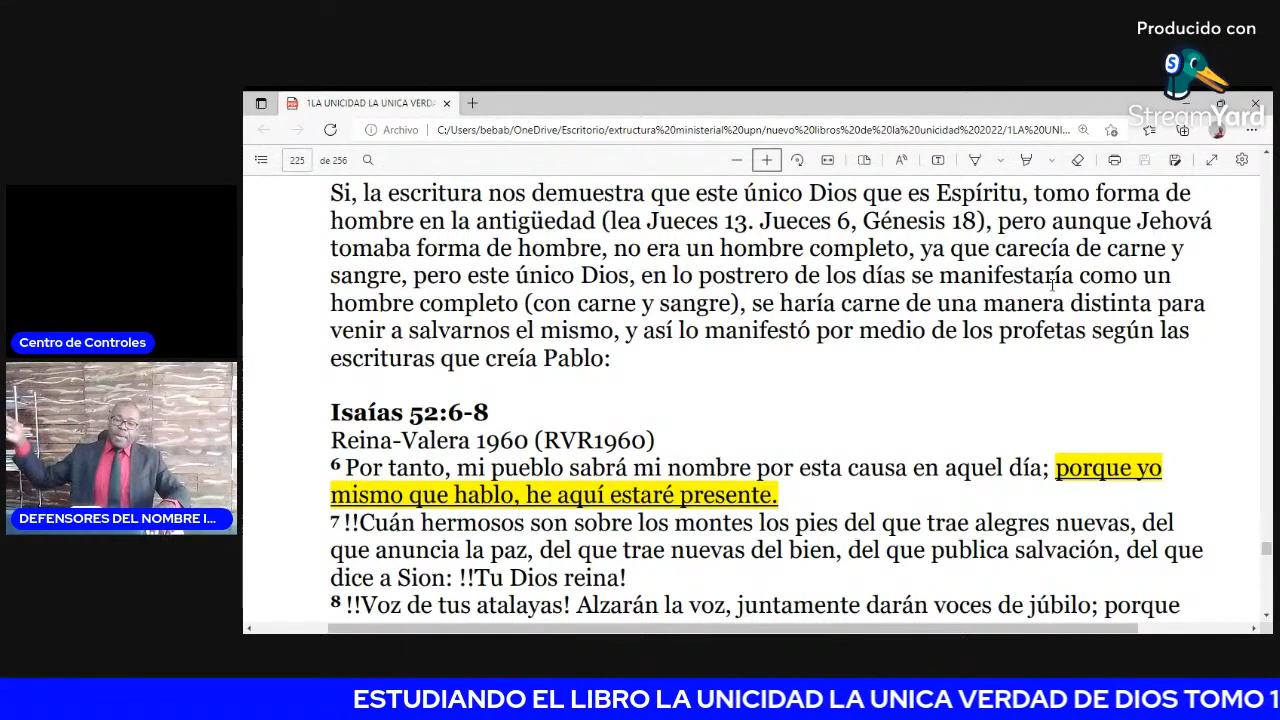 Producido con
StreamYard
1LA UNICIDAD LA UNICA VERDA
Archivo
C:/Users/bebab/OneDrive/Escritorio/extructura%20ministerial%20upn/nuevo%20libros%20de%20la%20unicidad%202022/1LA%20UNI...
225 de 256
Si, la escritura nos demuestra que este único Dios que es Espíritu, tomo forma de
hombre en la antigüedad (lea Jueces 13. Jueces 6, Génesis 18), pero aunque Jehová
tomaba forma de hombre, no era un hombre completo, ya que carecía de carne y
sangre, pero este único Dios, en lo postrero de los días se manifestaría como un
hombre completo (con carne y sangre), se haría carne de una manera distinta para
venir a salvarnos el mismo, y así lo manifestó por medio de los profetas según las
escrituras que creía Pablo:
Isaías 52:6-8
Reina-Valera 1960 (RVR1960)
6 Por tanto, mi pueblo sabrá mi nombre por esta causa en aquel día; porque yo
mismo que hablo, he aquí estaré presente.
7 !!Cuán hermosos son sobre los montes los pies del que trae alegres nuevas, del
que anuncia la paz, del que trae nuevas del bien, del que publica salvación, del que
dice a Sion: !!Tu Dios reina!
8 !!Voz de tus atalayas! Alzarán la voz, juntamente darán voces de júbilo; porque
Centro de Controles
DEFENSORES DEL NOMBRE I...
ESTUDIANDO EL LIBRO LA UNICIDAD LA UNICA VERDAD DE DIOS TOMO 1